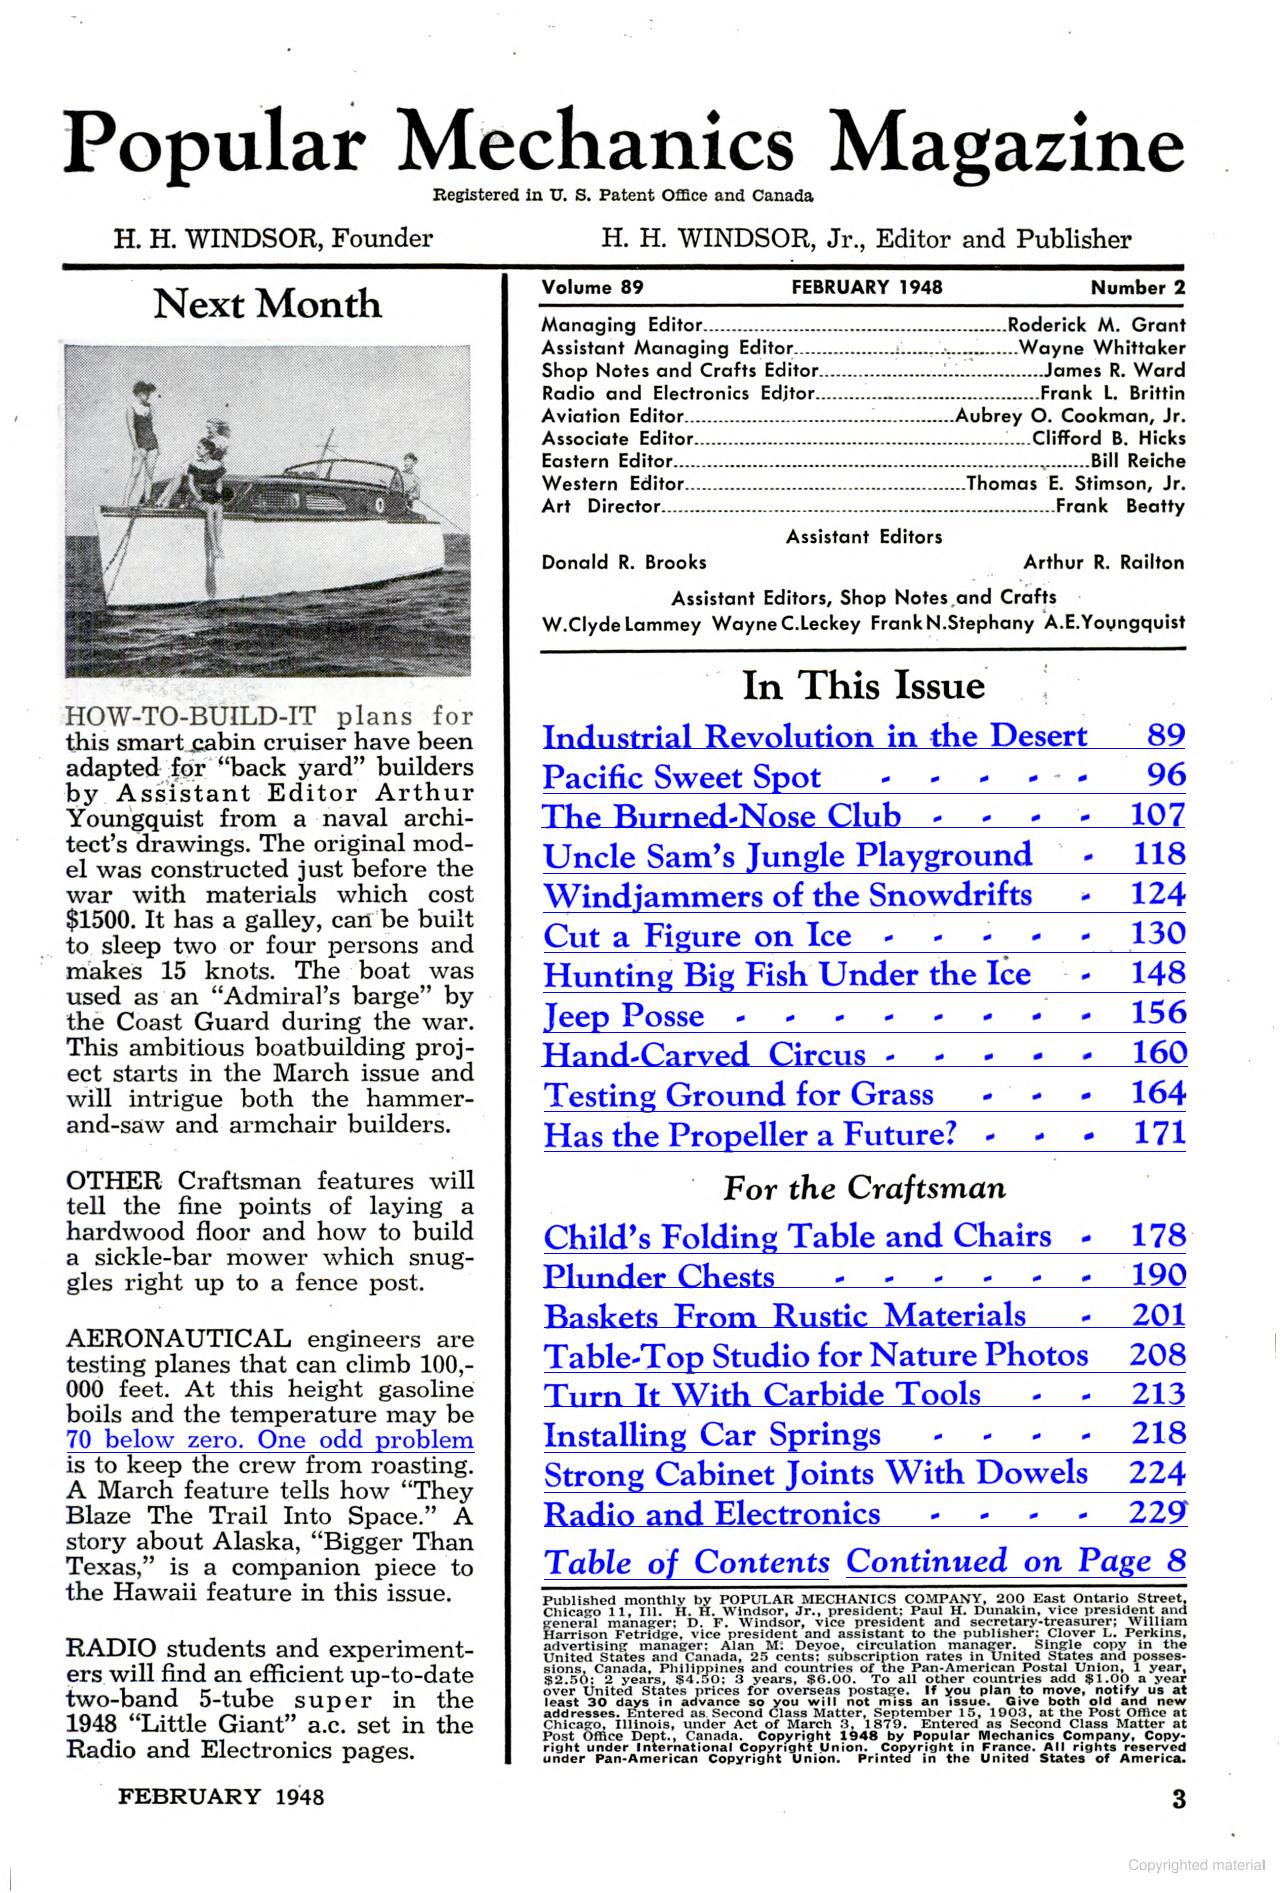 Popular Mechanics Magazine
Registered in U. S. Patent Office and Canada
H. H. WINDSOR, Founder
H. H. WINDSOR, Jr., Editor and Publisher
Next Month
HOW-TO-BUILD-IT plans for
this smart cabin cruiser have been
adapted for “back yard” builders
by Assistant Editor Arthur
Youngquist from a naval archi-
tect’s drawings. The original mod-
el was constructed just before the
war with materials which cost
$1500. It has a galley, can be built
to sleep two or four persons and
makes 15 knots. The boat was
used as an “Admiral’s barge” by
the Coast Guard during the war.
This ambitious boatbuilding proj-
ect starts in the March issue and
will intrigue both the hammer-
and-saw and armchair builders.
OTHER Craftsman features will
tell the fine points of laying a
hardwood floor and how to build
a sickle-bar mower which snug-
gles right up to a fence post.
AERONAUTICAL engineers are
testing planes that can climb 100,-
000 feet. At this height gasoline
boils and the temperature may be
70 below zero. One odd problem
is to keep the crew from roasting.
A March feature tells how “They
Blaze The Trail Into Space.” A
story about Alaska, “Bigger Than
Texas,” is a companion piece to
the Hawaii feature in this issue.
RADIO students and experiment-
ers will find an efficient up-to-date
two-band 5-tube super in the
1948 “Little Giant” a.c. set in the
Radio and Electronics pages.
Volume 89 FEBRUARY 1948 Number 2
Managing Editor Roderick M. Grant
Assistant Managing Editor Wayne Whittaker
Shop Notes and Crafts Editor James R. Ward
Radio and Electronics Editor Frank L. Brittin
Aviation Editor Aubrey O. Cookman, Jr.
Associate Editor Clifford B. Hicks
Eastern Editor Bill Reiche
Western Editor Thomas E. Stimson, Jr.
Art Director Frank Beatty
Assistant Editors
Donald R. Brooks Arthur R. Railton
Assistant Editors, Shop Notes and Crafts
W.Clyde Lammey Wayne C.Leckey Frank N.Stephany A.E.Youngquist
In This Issue
Industrial Revolution in the Desert 89
Pacific Sweet Spot - - - - - 96
The Burned-Nose Club - - - - 107
Uncle Sam’s Jungle Playground - 118
Windjammers of the Snowdrifts - 124
Cut a Figure on Ice - - - - - 130
Hunting Big Fish Under the Ice - 148
Jeep Posse - - - - - - - - 156
Hand-Carved Circus - - - - - 160
Testing Ground for Grass - - - 164
Has the Propeller a Future? - - - 171
For the Craftsman
Child’s Folding Table and Chairs - 178
Plunder Chests - - - - - - 190
Baskets From Rustic Materials - 201
Table-Top Studio for Nature Photos 208
Turn It With Carbide Tools - - 213
Installing Car Springs - - - - 218
Strong Cabinet Joints With Dowels 224
Radio and Electronics - - - - 229
Table of Contents Continued on Page 8
Published monthly by POPULAR MECHANICS COMPANY, 200 East Ontario Street,
Chicago 11, Ill. H. H. Windsor, Jr., president; Paul H. Dunakin, vice president and
general manager; D. F. Windsor, vice president and secretary-treasurer; William
Harrison Fetridge, vice president and assistant to the publisher; Clover L. Perkins,
advertising manager; Alan M. Deyoe, circulation manager. Single copy in the
United States and Canada, 25 cents; subscription rates in United States and posses-
sions, Canada, Philippines and countries of the Pan-American Postal Union, 1 year,
$2.50; 2 years, $4.50; 3 years, $6.00. To all other countries add $1.00 a year
over United States prices for overseas postage. If you plan to move, notify us at
least 30 days in advance so you will not miss an issue. Give both old and new
addresses. Entered as Second Class Matter, September 15, 1903, at the Post Office at
Chicago, Illinois, under Act of March 3, 1879. Entered as Second Class Matter at
Post Office Dept., Canada. Copyright 1948 by Popular Mechanics Company, Copy-
right under International Copyright Union. Copyright in France. All rights reserved
under Pan-American Copyright Union. Printed in the United States of America.
FEBRUARY 1948
3
Copyrighted material